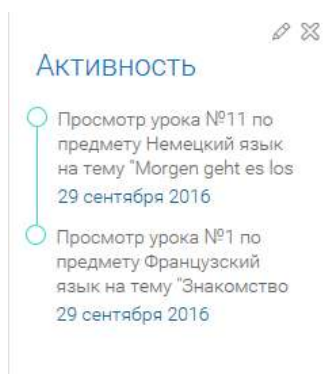 Активность
Просмотр урока №11 по
предмету Немецкий язык
на тему "Morgen geht es los
29 сентября 2016
Просмотр урока №1 по
предмету Французский
язык на тему "Знакомство
29 сентября 2016